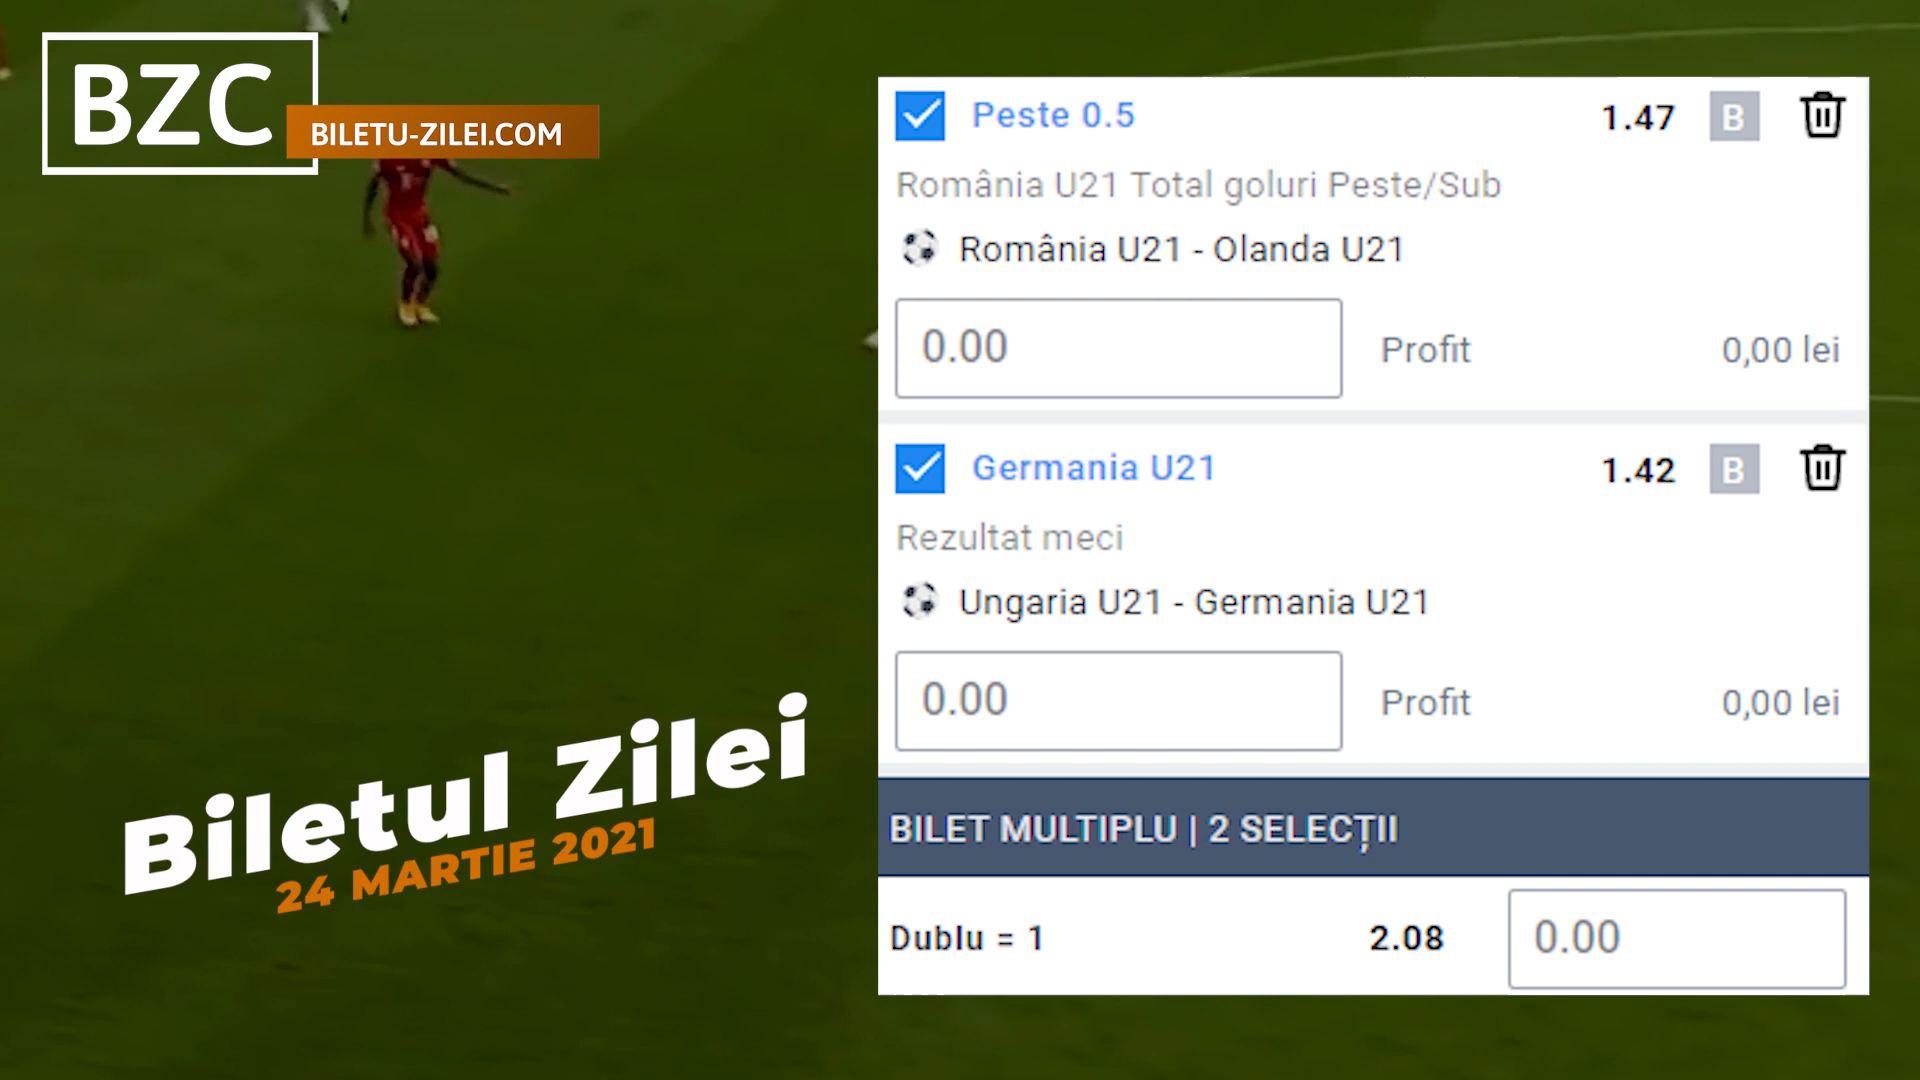 BZC
BILETU-ZILEI.COM
Peste 0.5 1.47 B
România U21 Total goluri Peste/Sub
România U21 - Olanda U21
0.00 Profit 0,00 lei
Germania U21 1.42 B
Rezultat meci
Ungaria U21 - Germania U21
0.00 Profit 0,00 lei
BILET MULTIPLU | 2 SELECȚII
Dublu = 1 2.08 0.00
Biletul Zilei
24 MARTIE 2021